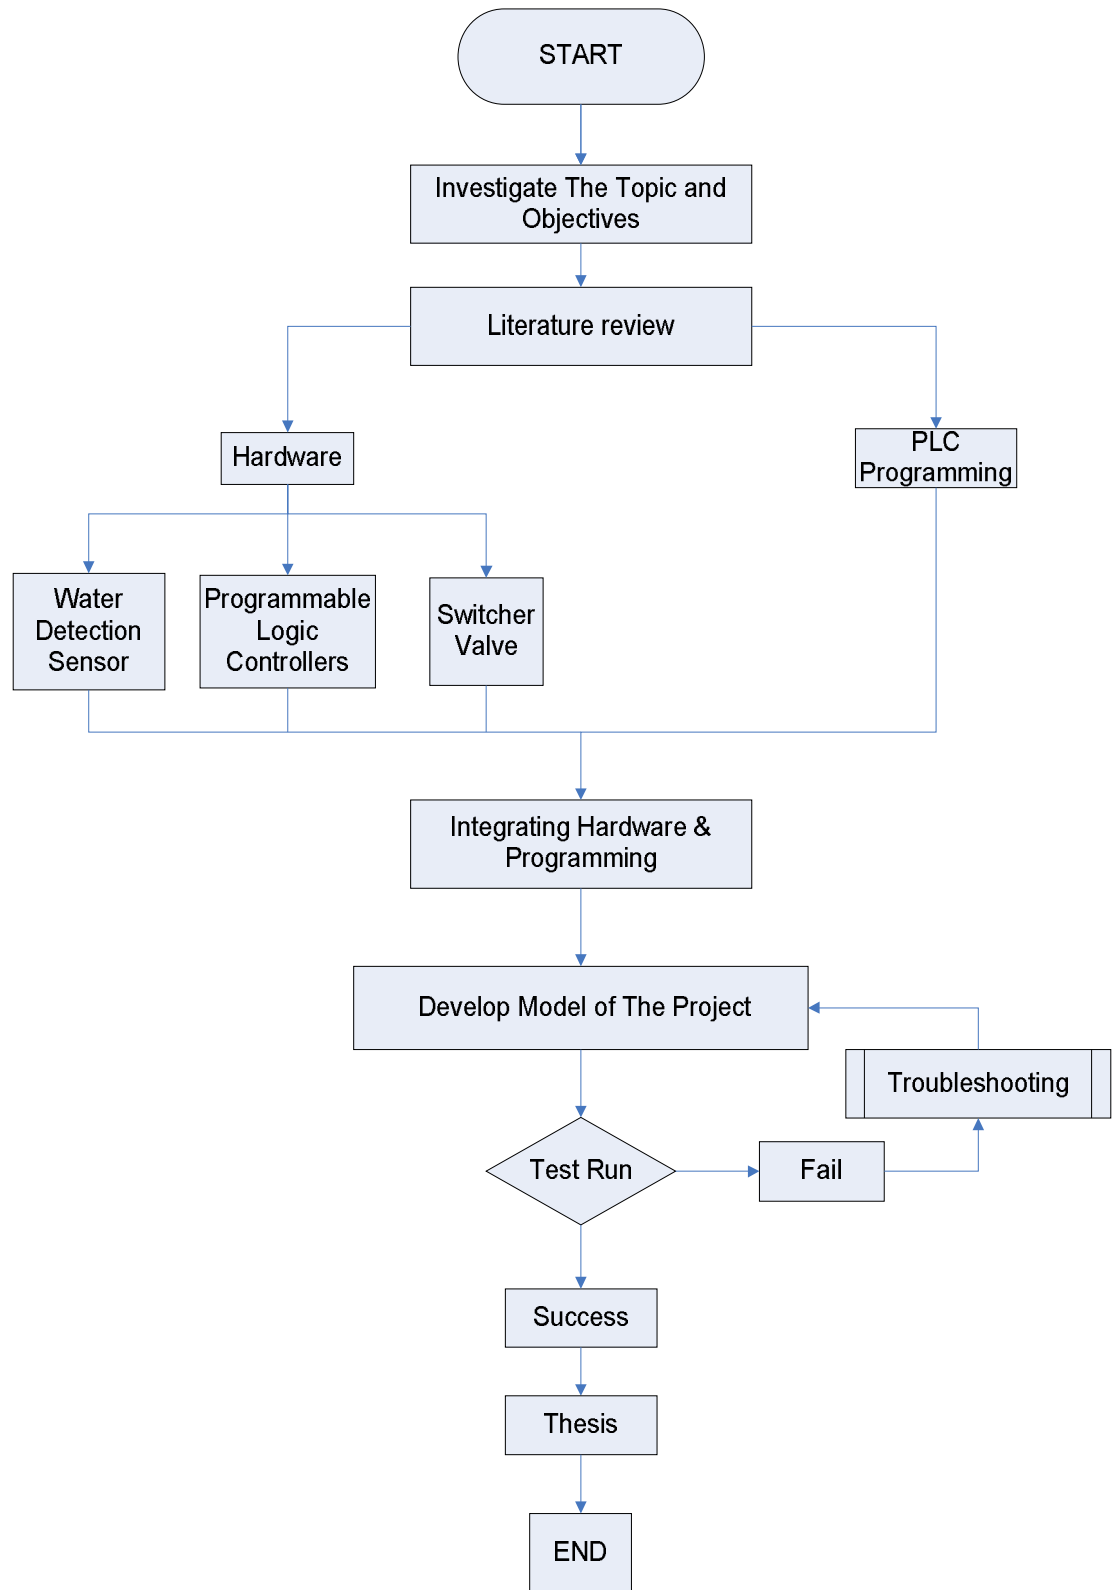 START
Investigate The Topic and
Objectives
Literature review
Hardware
PLC
Programming
Water
Detection
Sensor
Programmable
Logic
Controllers
Switcher
Valve
Integrating Hardware &
Programming
Develop Model of The Project
Troubleshooting
Test Run
Fail
Success
Thesis
END